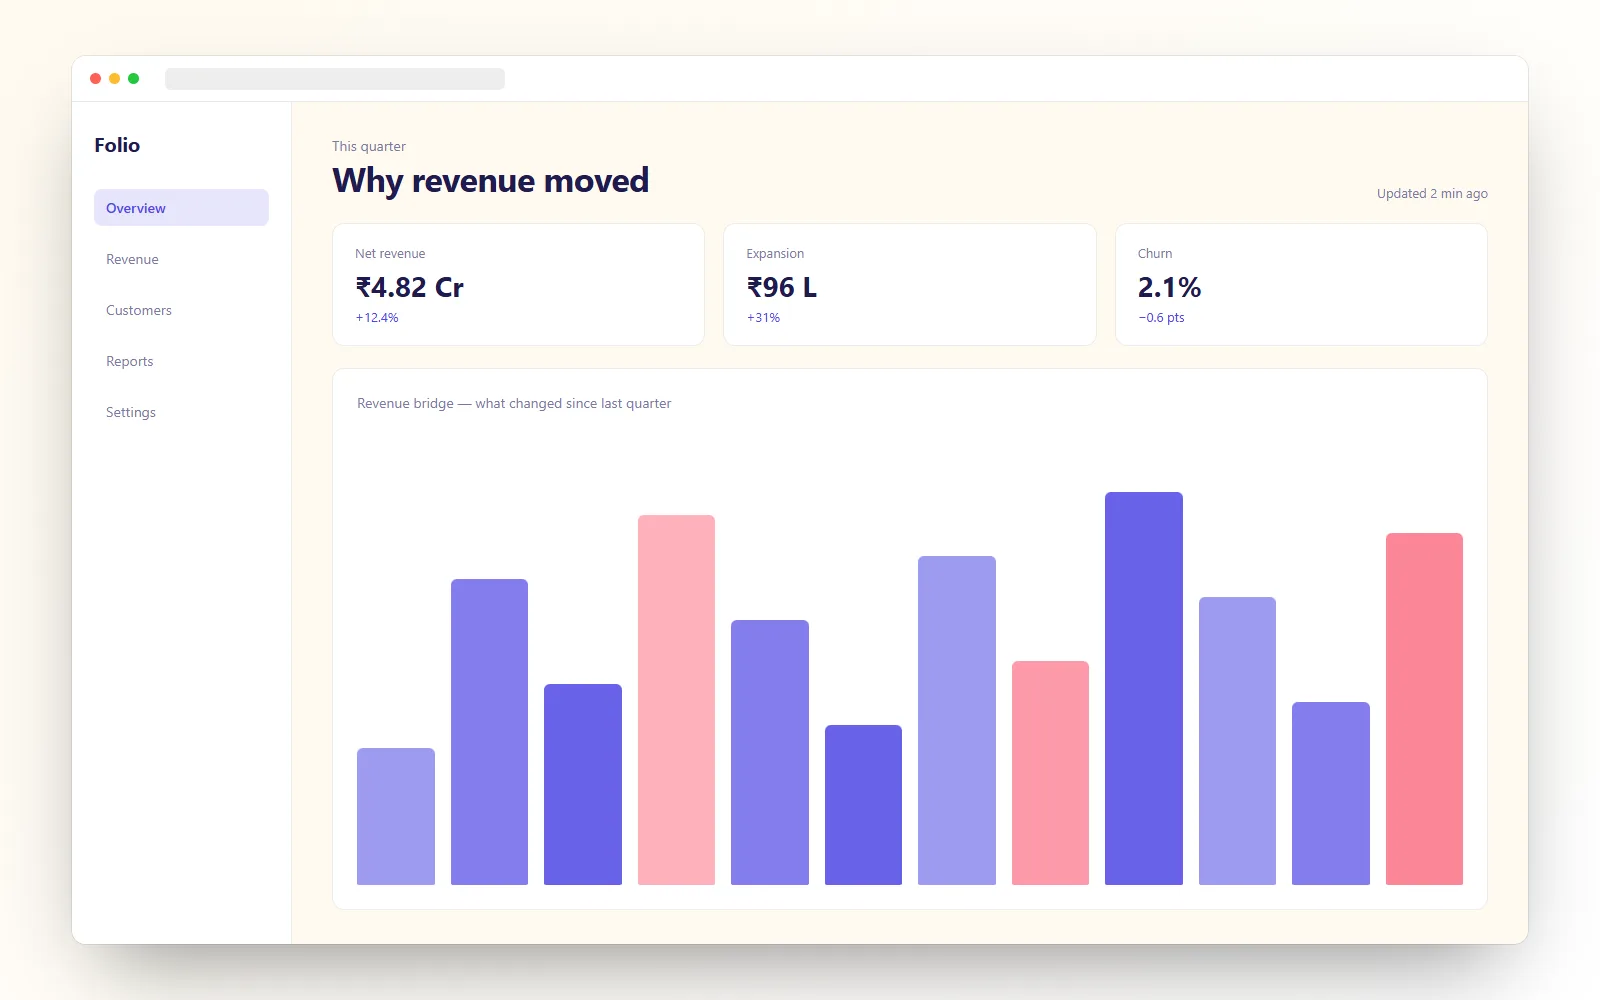 Folio
Overview
Revenue
Customers
Reports
Settings
This quarter
Why revenue moved
Updated 2 min ago
Net revenue
₹4.82 Cr
+12.4%
Expansion
₹96 L
+31%
Churn
2.1%
−0.6 pts
Revenue bridge — what changed since last quarter